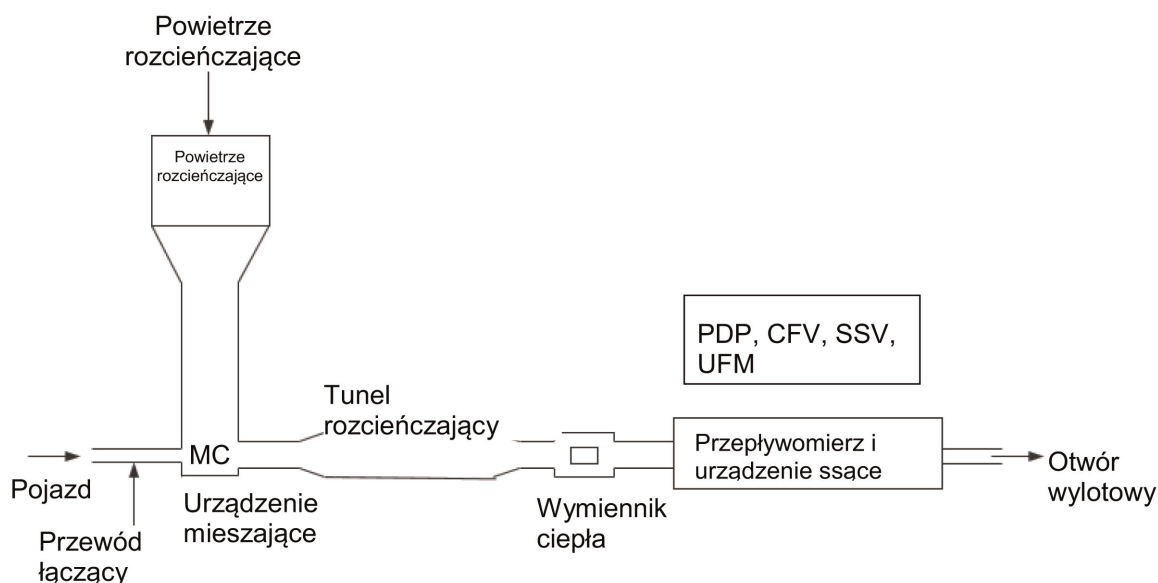 Powietrze
rozcieńczające
Powietrze
rozcieńczające
PDP, CFV, SSV,
UFM
Tunel
rozcieńczający
MC
Przepływomierz i
urządzenie ssące
Pojazd
Urządzenie
mieszające
Wymiennik
ciepła
Otwór
wylotowy
Przewód
łączący